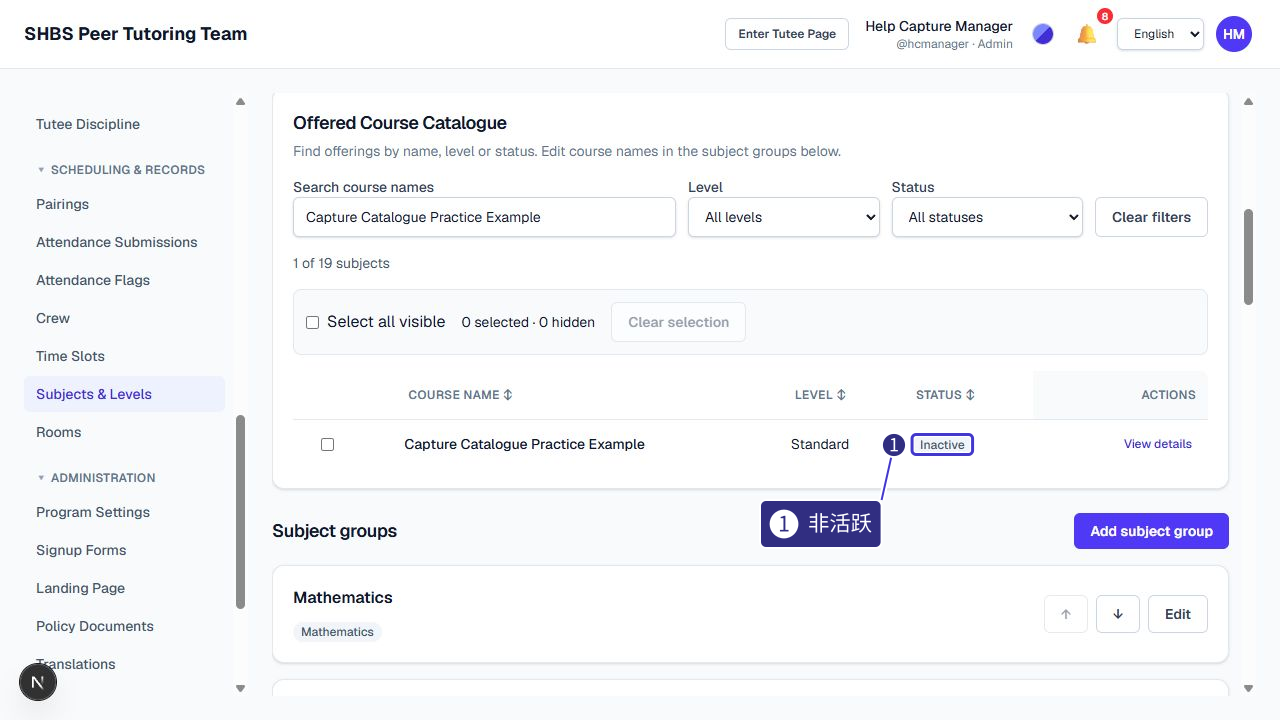 SHBS Peer Tutoring Team
Enter Tutee Page
Help Capture Manager
@hcmanager · Admin
8
English
HM
Tutee Discipline
SCHEDULING & RECORDS
Pairings
Attendance Submissions
Attendance Flags
Crew
Time Slots
Subjects & Levels
Rooms
ADMINISTRATION
Program Settings
Signup Forms
Landing Page
Policy Documents
Translations
N
Offered Course Catalogue
Find offerings by name, level or status. Edit course names in the subject groups below.
Search course names
Level
Status
Capture Catalogue Practice Example
All levels
All statuses
Clear filters
1 of 19 subjects
Select all visible
0 selected · 0 hidden
Clear selection
COURSE NAME ↕
LEVEL ↕
STATUS ↕
ACTIONS
Capture Catalogue Practice Example
Standard
1
Inactive
View details
1 非活跃
Subject groups
Add subject group
Mathematics
Mathematics
↑
↓
Edit